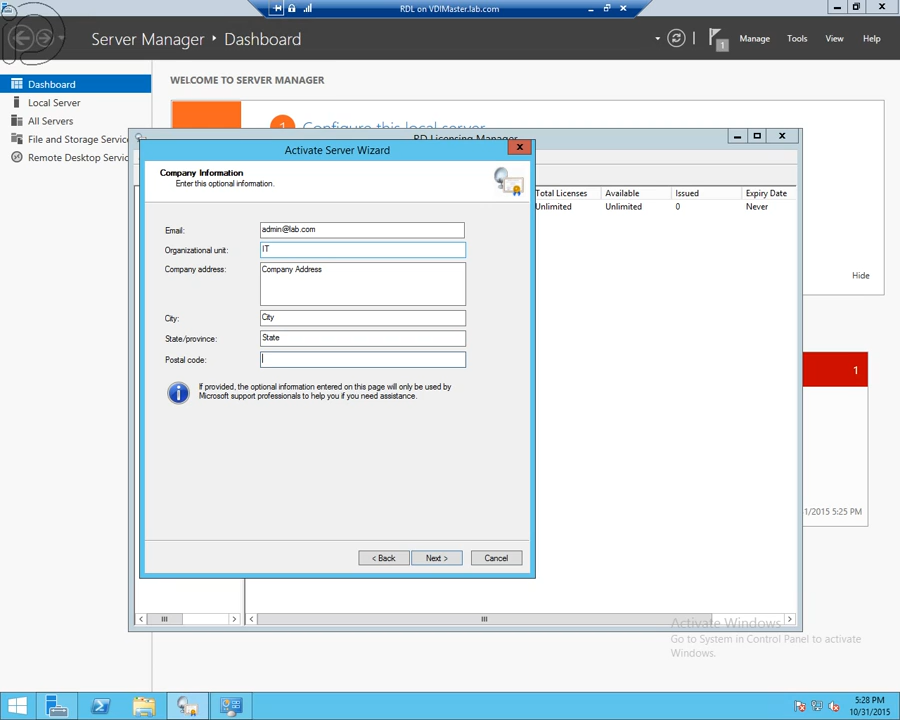 RDL on VDIMaster.lab.com
Server Manager ‣ Dashboard
1
Manage
Tools
View
Help
Dashboard
Local Server
All Servers
File and Storage Servic
Remote Desktop Servic
WELCOME TO SERVER MANAGER
1
Configure this local server
RD Licensing Manager
Activate Server Wizard
Company Information
Enter this optional information.
Email:
admin@lab.com
Organizational unit:
IT
Company address:
Company Address
City:
City
State/province:
State
Postal code:
If provided, the optional information entered on this page will only be used by
Microsoft support professionals to help you if you need assistance.
< Back
Next >
Cancel
Total Licenses
Available
Issued
Expiry Date
Unlimited
Unlimited
0
Never
Hide
1
1/2015 5:25 PM
Activate Windows
Go to System in Control Panel to activate
Windows.
5:28 PM
10/31/2015